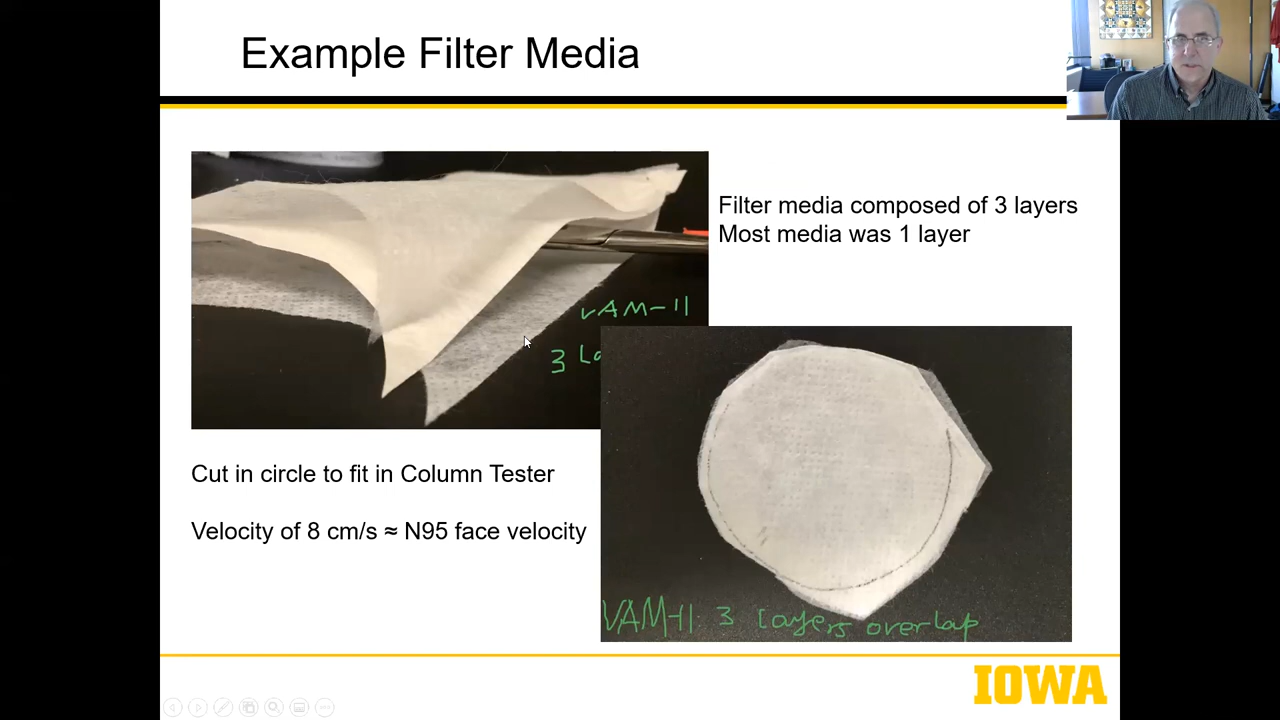 Example Filter Media
Filter media composed of 3 layers
Most media was 1 layer
VAM-11
3 La
Cut in circle to fit in Column Tester
Velocity of 8 cm/s ≈ N95 face velocity
VAM-11: 3 layers overlap
IOWA